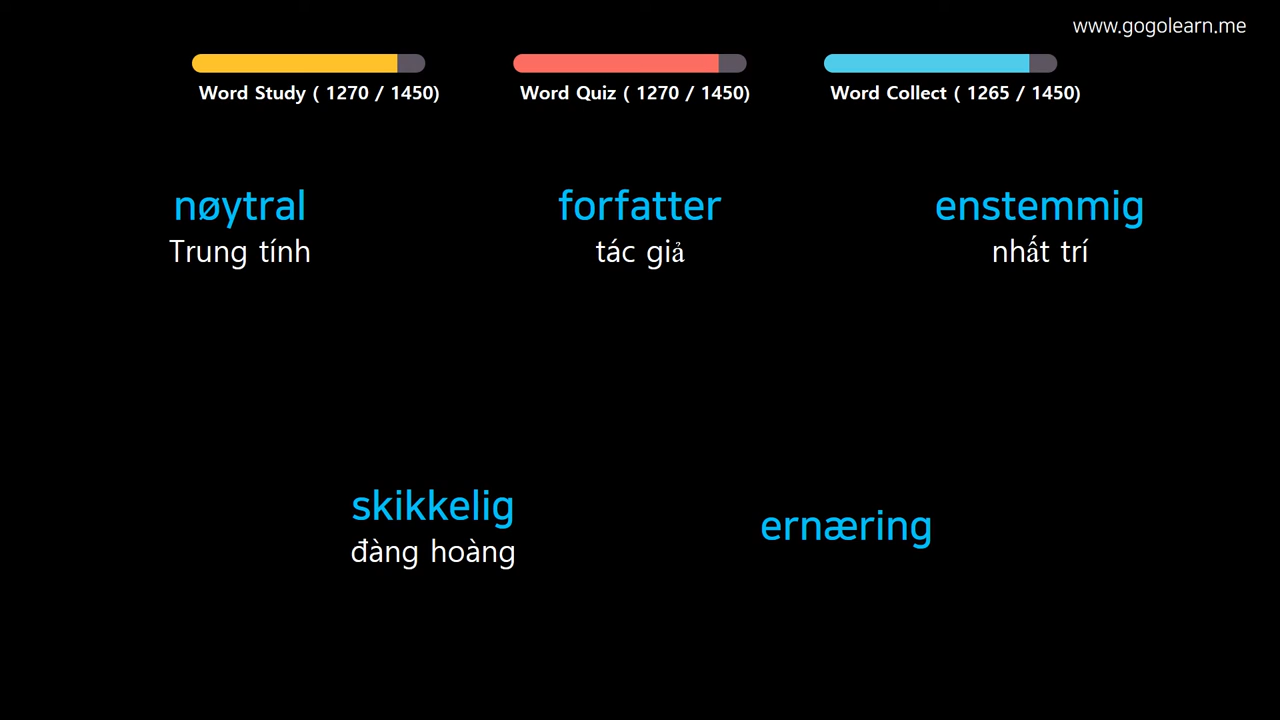 www.gogolearn.me
Word Study ( 1270 / 1450)
Word Quiz ( 1270 / 1450)
Word Collect ( 1265 / 1450)
nøytral
Trung tính
forfatter
tác giả
enstemmig
nhất trí
skikkelig
đàng hoàng
ernæring